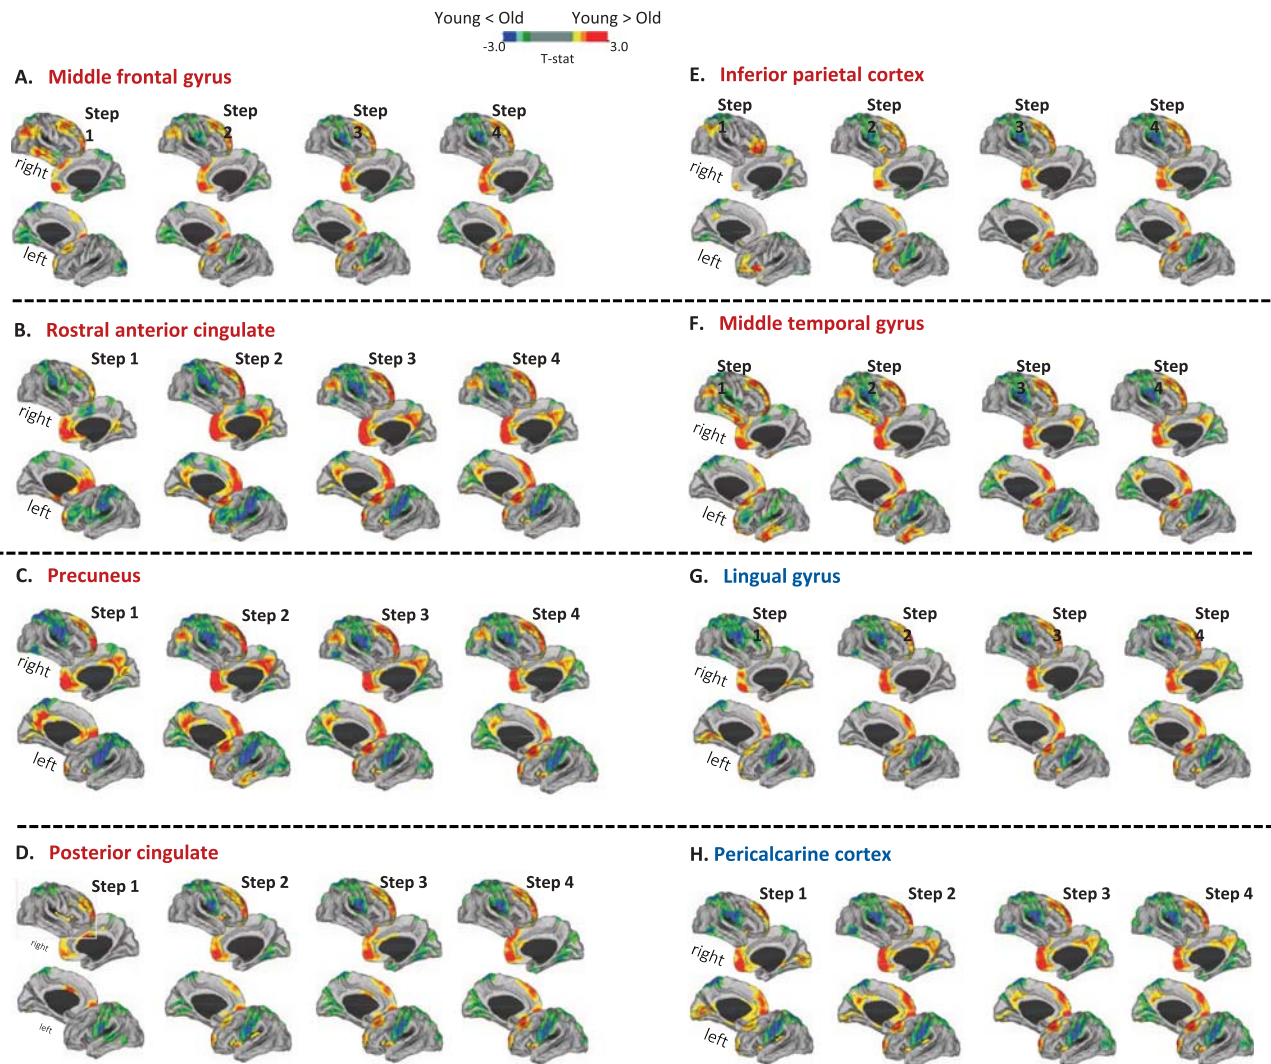 Young < Old Young > Old
-3.0 3.0
T-stat
A. Middle frontal gyrus
Step 1 Step 2 Step 3 Step 4
right
left
E. Inferior parietal cortex
Step 1 Step 2 Step 3 Step 4
right
left
B. Rostral anterior cingulate
Step 1 Step 2 Step 3 Step 4
right
left
F. Middle temporal gyrus
Step 1 Step 2 Step 3 Step 4
right
left
C. Precuneus
Step 1 Step 2 Step 3 Step 4
right
left
G. Lingual gyrus
Step 1 Step 2 Step 3 Step 4
right
left
D. Posterior cingulate
Step 1 Step 2 Step 3 Step 4
right
left
H. Pericalcarine cortex
Step 1 Step 2 Step 3 Step 4
right
left